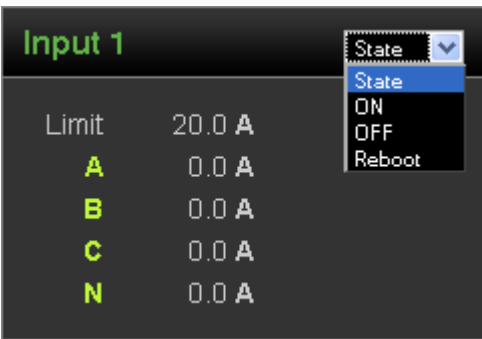 Input 1
State
State
ON
OFF
Reboot
Limit 20.0 A
A 0.0 A
B 0.0 A
C 0.0 A
N 0.0 A